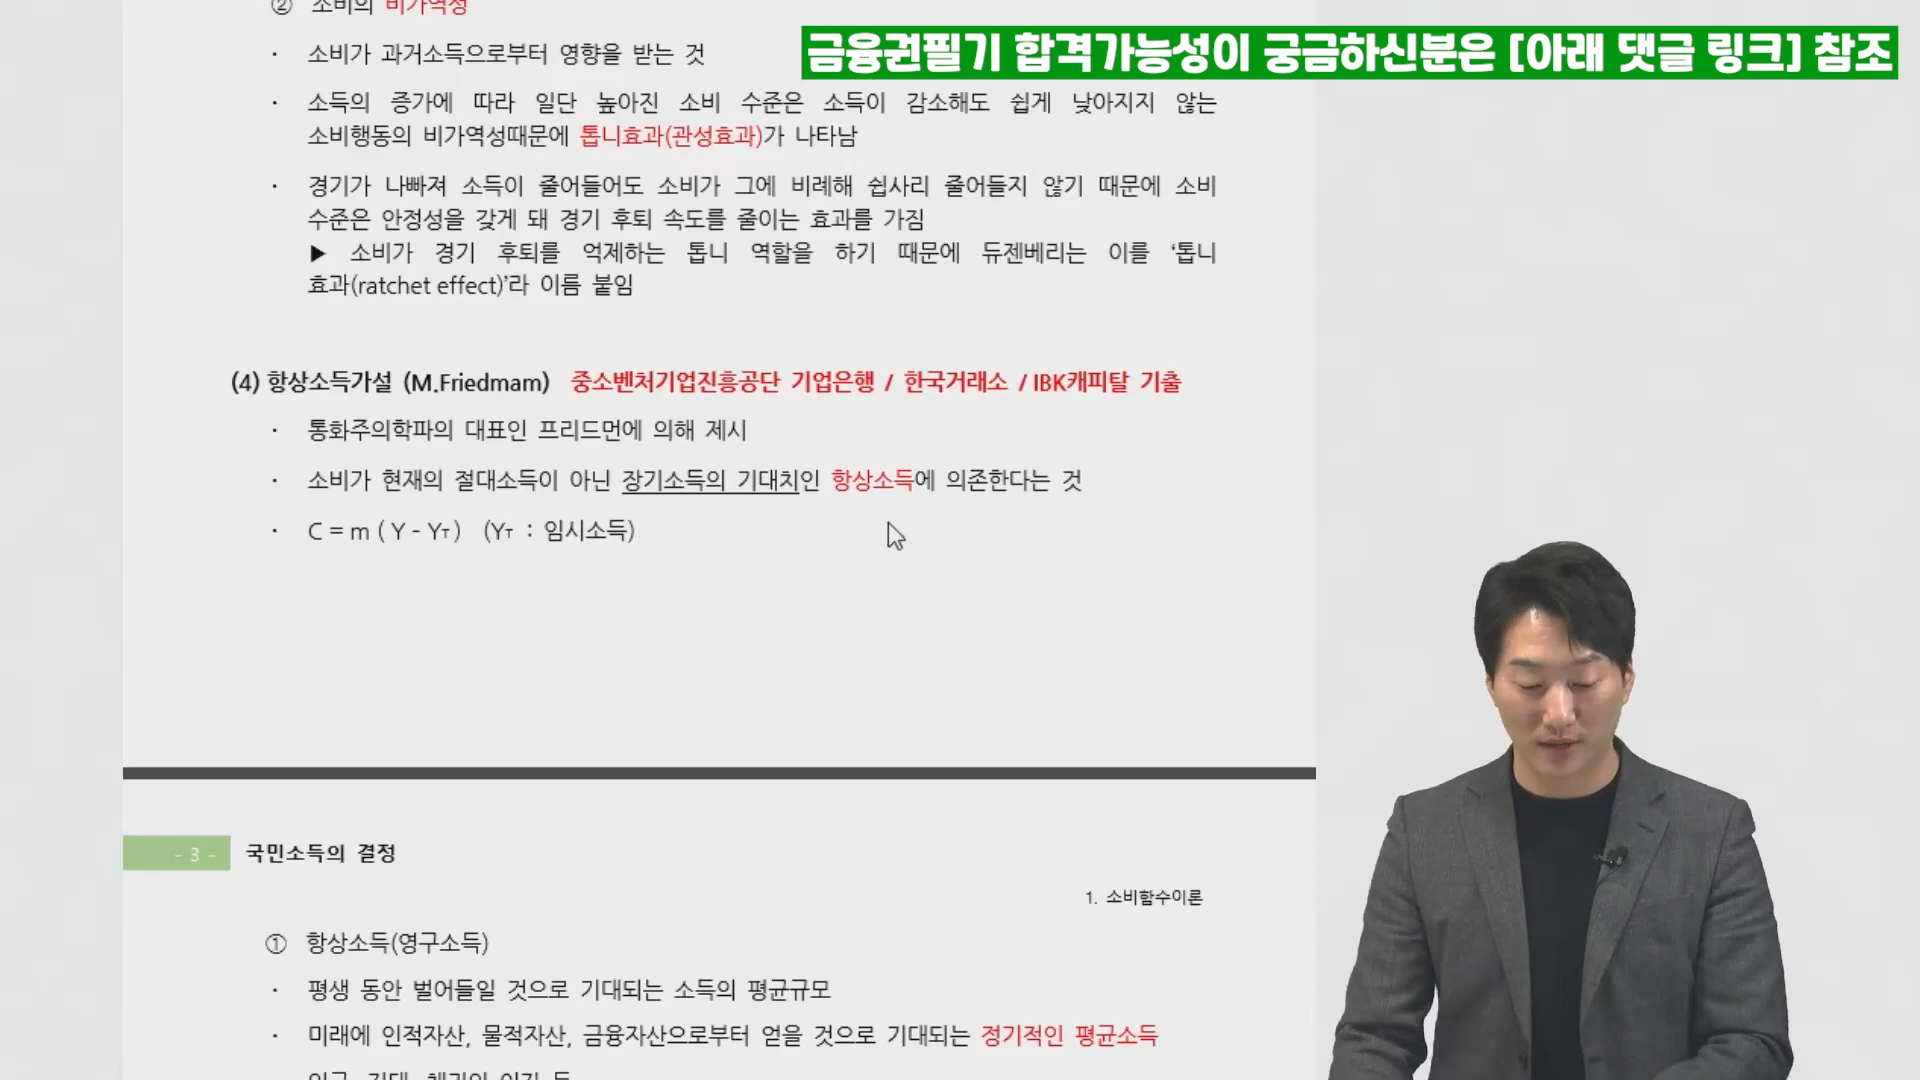 ② 소비의 비가역성
금융권필기 합격가능성이 궁금하신분은 [아래 댓글 링크] 참조
· 소비가 과거소득으로부터 영향을 받는 것
· 소득의 증가에 따라 일단 높아진 소비 수준은 소득이 감소해도 쉽게 낮아지지 않는
소비행동의 비가역성때문에 톱니효과(관성효과)가 나타남
· 경기가 나빠져 소득이 줄어들어도 소비가 그에 비례해 쉽사리 줄어들지 않기 때문에 소비
수준은 안정성을 갖게 돼 경기 후퇴 속도를 줄이는 효과를 가짐
▶ 소비가 경기 후퇴를 억제하는 톱니 역할을 하기 때문에 듀젠베리는 이를 ‘톱니
효과(ratchet effect)’라 이름 붙임
(4) 항상소득가설 (M.Friedmam) 중소벤처기업진흥공단 기업은행 / 한국거래소 / IBK캐피탈 기출
· 통화주의학파의 대표인 프리드먼에 의해 제시
· 소비가 현재의 절대소득이 아닌 장기소득의 기대치인 항상소득에 의존한다는 것
· C = m ( Y - YT ) (YT : 임시소득)
- 3 - 국민소득의 결정
1. 소비함수이론
① 항상소득(영구소득)
· 평생 동안 벌어들일 것으로 기대되는 소득의 평균규모
· 미래에 인적자산, 물적자산, 금융자산으로부터 얻을 것으로 기대되는 정기적인 평균소득